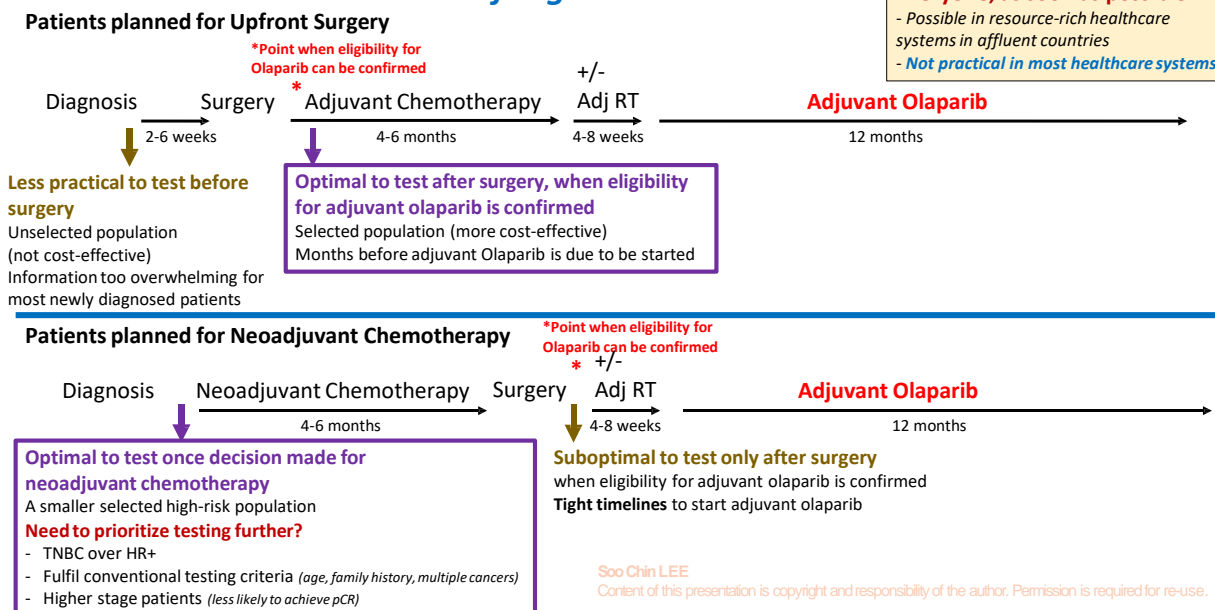 Patients planned for Upfront Surgery
- Possible in resource-rich healthcare
systems in affluent countries
- Not practical in most healthcare systems
*Point when eligibility for
Olaparib can be confirmed
*
+/-
Diagnosis
Surgery
Adjuvant Chemotherapy
Adj RT
Adjuvant Olaparib
2-6 weeks
4-6 months
4-8 weeks
12 months
Less practical to test before
surgery
Unselected population
(not cost-effective)
Information too overwhelming for
most newly diagnosed patients
Optimal to test after surgery, when eligibility
for adjuvant olaparib is confirmed
Selected population (more cost-effective)
Months before adjuvant Olaparib is due to be started
Patients planned for Neoadjuvant Chemotherapy
*Point when eligibility for
Olaparib can be confirmed
*
+/-
Diagnosis
Neoadjuvant Chemotherapy
Surgery
Adj RT
Adjuvant Olaparib
4-6 months
4-8 weeks
12 months
Optimal to test once decision made for
neoadjuvant chemotherapy
A smaller selected high-risk population
Need to prioritize testing further?
- TNBC over HR+
- Fulfil conventional testing criteria (age, family history, multiple cancers)
- Higher stage patients (less likely to achieve pCR)
Suboptimal to test only after surgery
when eligibility for adjuvant olaparib is confirmed
Tight timelines to start adjuvant olaparib
Soo Chin LEE
Content of this presentation is copyright and responsibility of the author. Permission is required for re-use.